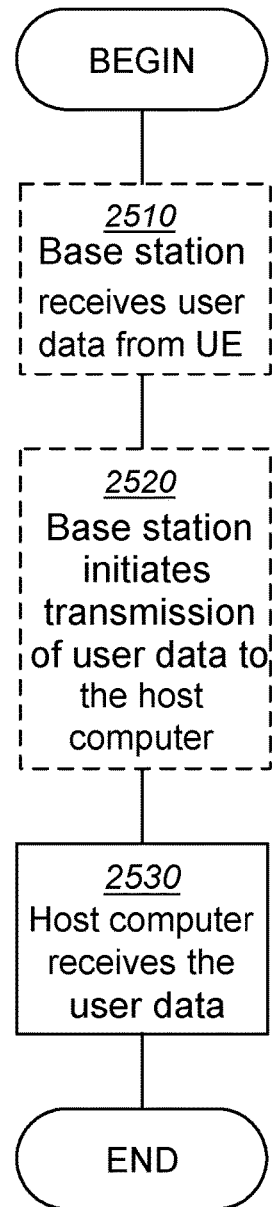 BEGIN
2510
Base station
receives user
data from UE
2520
Base station
initiates
transmission
of user data to
the host
computer
2530
Host computer
receives the
user data
END